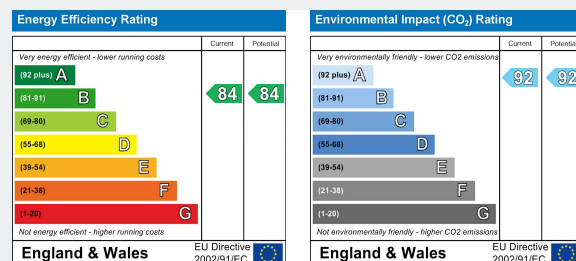 Energy Efficiency Rating
Current Potential
Very energy efficient - lower running costs
(92 plus) A
(81-91) B
84 84
(69-80) C
(55-68) D
(39-54) E
(21-38) F
(1-20) G
Not energy efficient - higher running costs
England & Wales
EU Directive
2002/91/EC
Environmental Impact (CO2) Rating
Current Potential
Very environmentally friendly - lower CO2 emissions
(92 plus) A
92 92
(81-91) B
(69-80) C
(55-68) D
(39-54) E
(21-38) F
(1-20) G
Not environmentally friendly - higher CO2 emissions
England & Wales
EU Directive
2002/91/EC